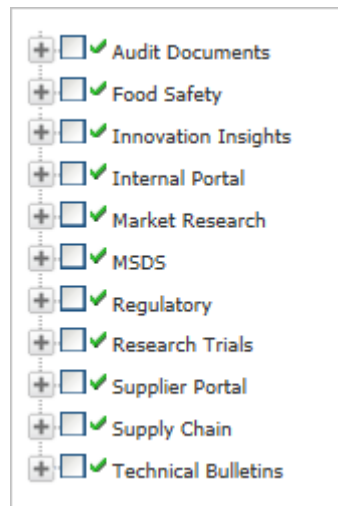 Audit Documents
Food Safety
Innovation Insights
Internal Portal
Market Research
MSDS
Regulatory
Research Trials
Supplier Portal
Supply Chain
Technical Bulletins